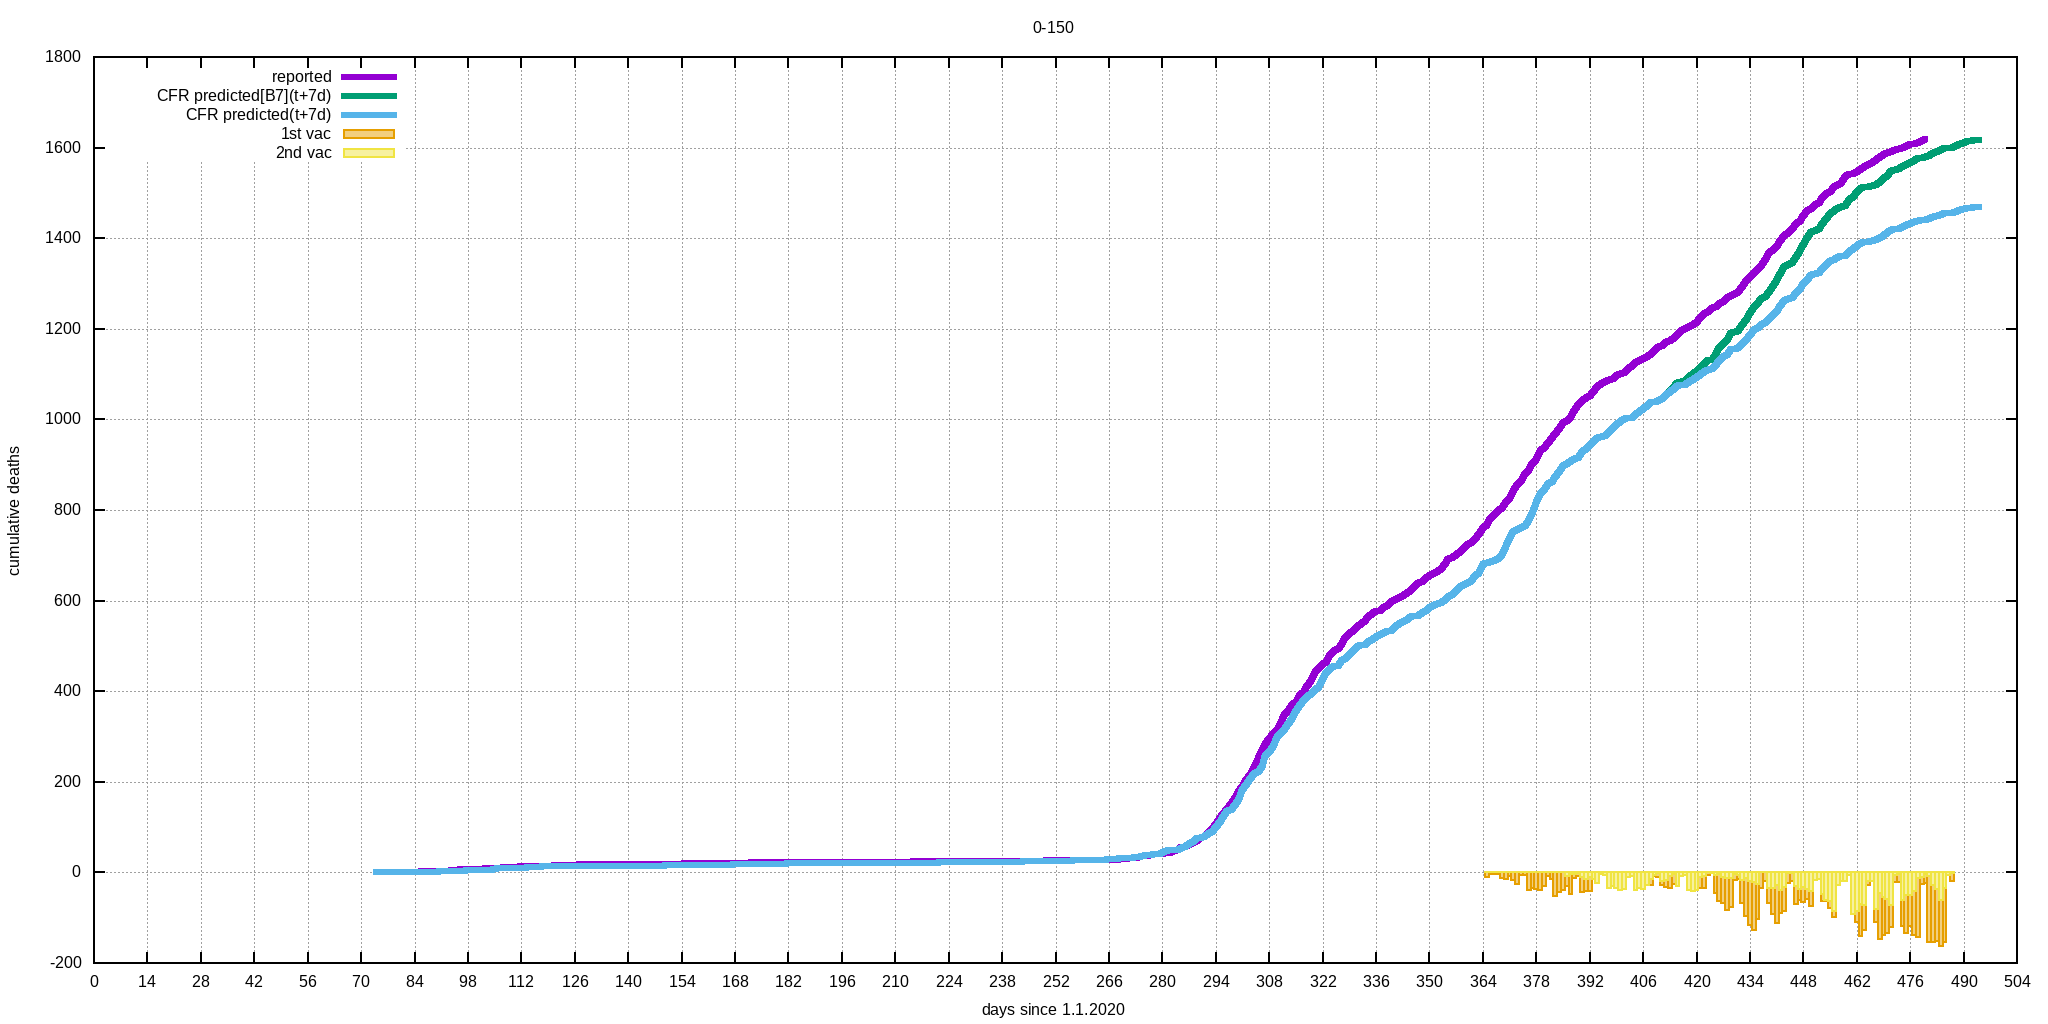 0-150
1800
1600
1400
1200
1000
800
600
400
200
0
-200
cumulative deaths
reported
CFR predicted[B7](t+7d)
CFR predicted(t+7d)
1st vac
2nd vac
0 14 28 42 56 70 84 98 112 126 140 154 168 182 196 210 224 238 252 266 280 294 308 322 336 350 364 378 392 406 420 434 448 462 476 490 504
days since 1.1.2020